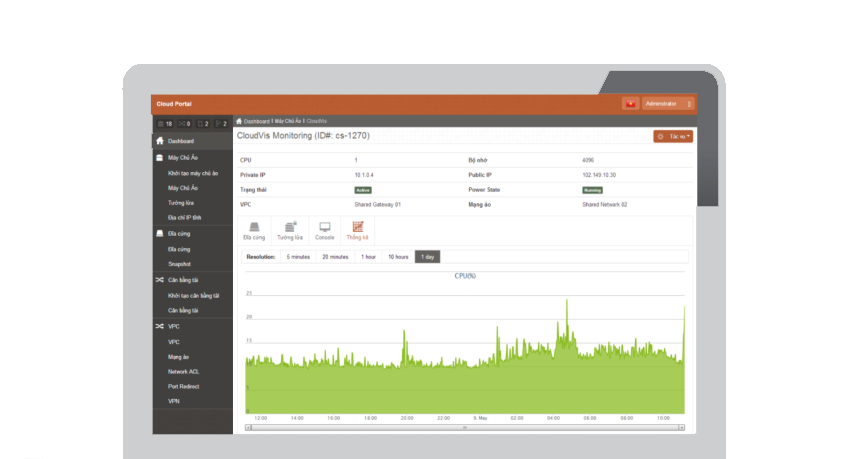 Cloud Portal
Administrator
18 0 2 2
Dashboard | Máy Chủ Ảo | CloudVis
CloudVis Monitoring (ID#: cs-1270)
Tác vụ
Dashboard
Máy Chủ Ảo
Khởi tạo máy chủ ảo
Máy Chủ Ảo
Tường lửa
Địa chỉ IP tĩnh
Đĩa cứng
Đĩa cứng
Snapshot
Cân bằng tải
Khởi tạo cân bằng tải
Cân bằng tải
VPC
VPC
Mạng ảo
Network ACL
Port Redirect
VPN
CPU 1 Bộ nhớ 4096
Private IP 16.1.0.4 Public IP 102.149.10.30
Trạng thái Active Power State Running
VPC Shared Gateway 01 Mạng ảo Shared Network 02
Đĩa cứng Tường lửa Console Thống kê
Resolution: 5 minutes 20 minutes 1 hour 10 hours 1 day
CPU(%)
25
20
15
5
0
12:00 14:00 16:00 18:00 20:00 22:00 6. May 02:00 04:00 06:00 08:00 10:00